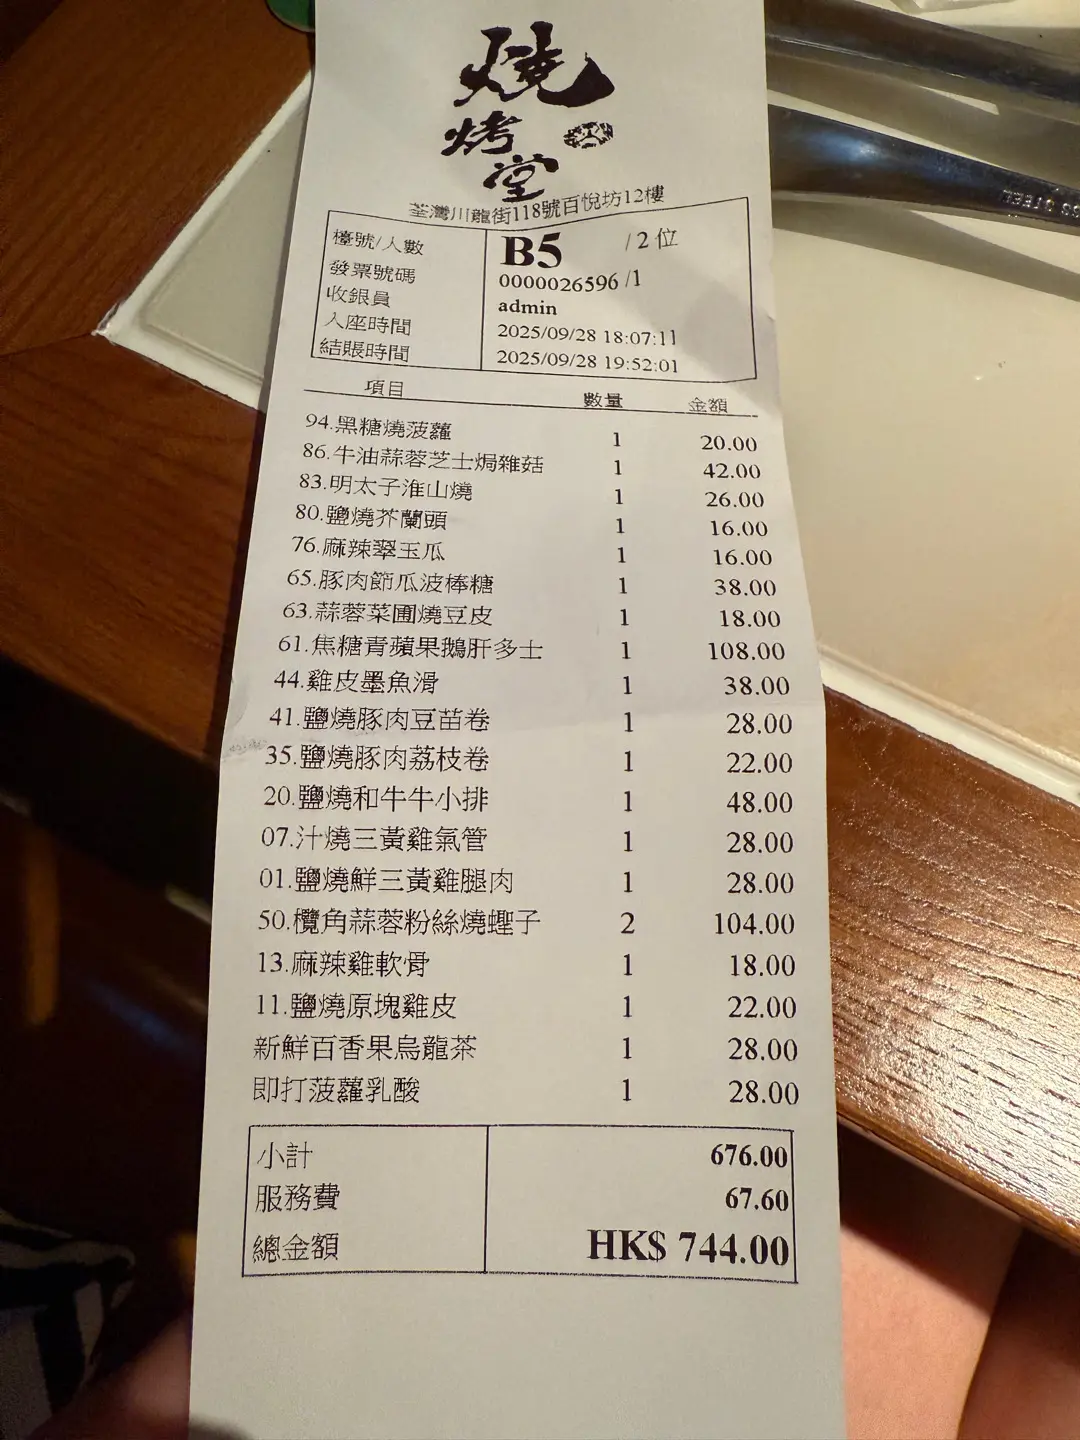 燒
烤
堂
荃灣川龍街118號百悅坊12樓
檯號/人數 B5 /2 位
發票號碼 0000026596 /1
收銀員 admin
入座時間 2025/09/28 18:07:11
結賬時間 2025/09/28 19:52:01
項目 數量 金額
94.黑糖燒菠蘿 1 20.00
86.牛油蒜蓉芝士焗雜菇 1 42.00
83.明太子淮山燒 1 26.00
80.鹽燒芥蘭頭 1 16.00
76.麻辣翠玉瓜 1 16.00
65.豚肉節瓜波棒糖 1 38.00
63.蒜蓉菜圃燒豆皮 1 18.00
61.焦糖青蘋果鵝肝多士 1 108.00
44.雞皮墨魚滑 1 38.00
41.鹽燒豚肉豆苗卷 1 28.00
35.鹽燒豚肉荔枝卷 1 22.00
20.鹽燒和牛牛小排 1 48.00
07.汁燒三黃雞氣管 1 28.00
01.鹽燒鮮三黃雞腿肉 1 28.00
50.欖角蒜蓉粉絲燒蟶子 2 104.00
13.麻辣雞軟骨 1 18.00
11.鹽燒原塊雞皮 1 22.00
新鮮百香果烏龍茶 1 28.00
即打菠蘿乳酸 1 28.00
小計 676.00
服務費 67.60
總金額 HK$ 744.00